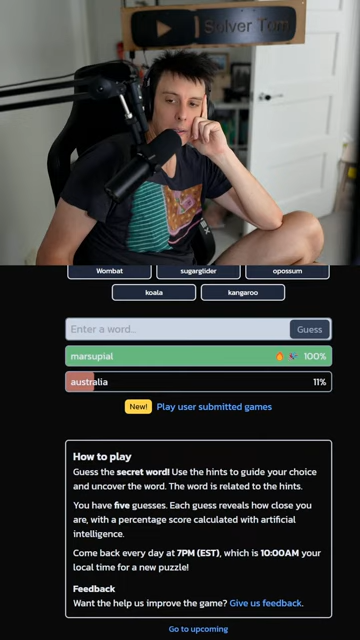 Solver Tom
Wombat
sugarglider
opossum
koala
kangaroo
Enter a word...
Guess
marsupial 🔥 🎉 100%
australia 11%
New! Play user submitted games
How to play
Guess the secret word! Use the hints to guide your choice
and uncover the word. The word is related to the hints.
You have five guesses. Each guess reveals how close you
are, with a percentage score calculated with artificial
intelligence.
Come back every day at 7PM (EST), which is 10:00AM your
local time for a new puzzle!
Feedback
Want the help us improve the game? Give us feedback.
Go to upcoming